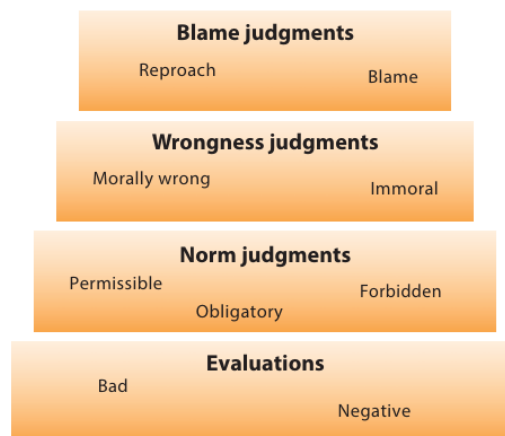 Blame judgments
Reproach
Blame
Wrongness judgments
Morally wrong
Immoral
Norm judgments
Permissible
Forbidden
Obligatory
Evaluations
Bad
Negative